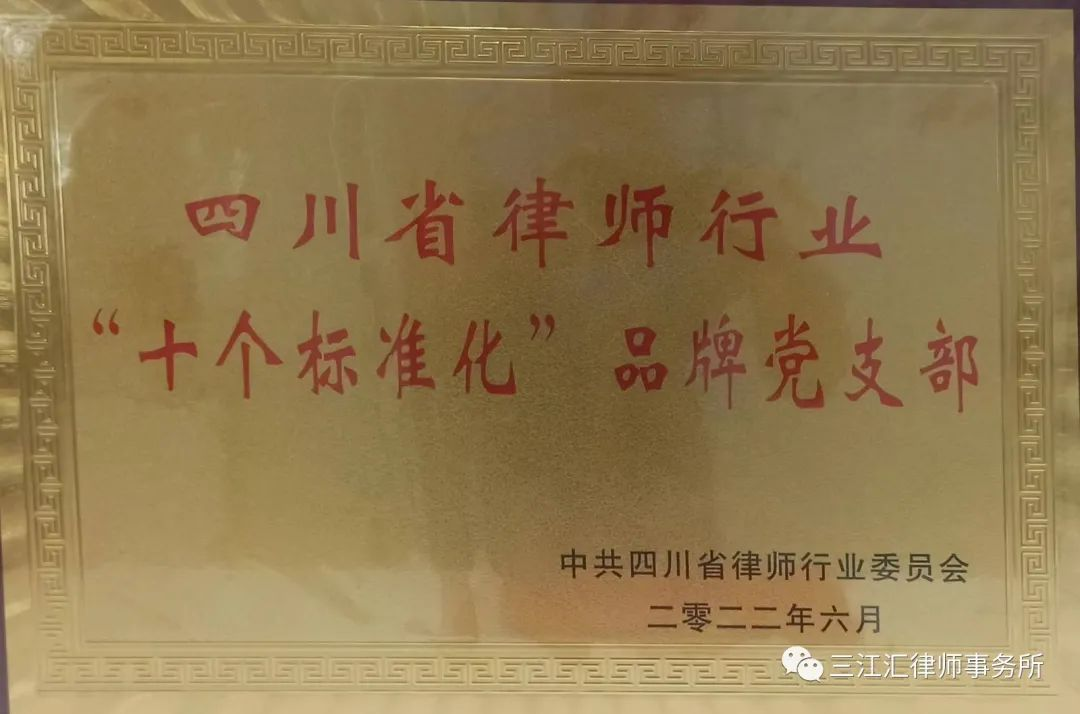 四川省律师行业
“十个标准化”品牌党支部
中共四川省律师行业委员会
二零二二年六月
三江汇律师事务所